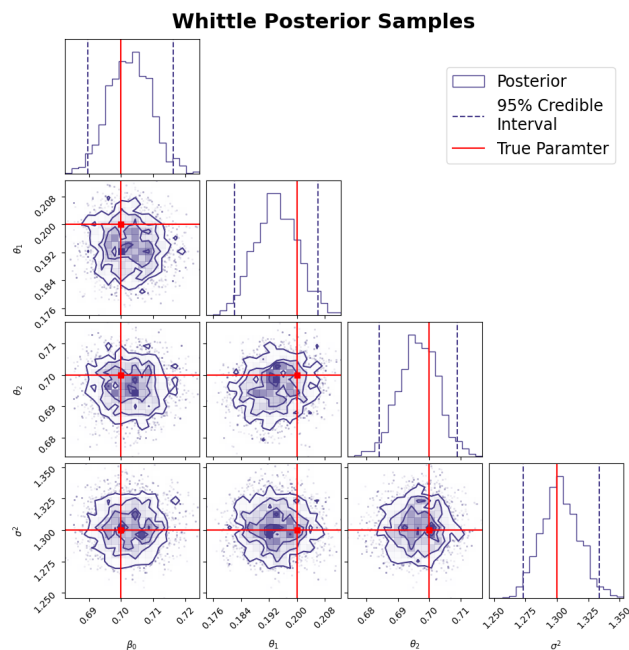 Whittle Posterior Samples
Posterior
95% Credible
Interval
True Paramter
0.208
0.200
0.192
0.184
0.176
θ1
0.71
0.70
0.69
0.68
θ2
1.350
1.325
1.300
1.275
1.250
σ²
0.69 0.70 0.71 0.72
0.176 0.184 0.192 0.200 0.208
0.68 0.69 0.70 0.71
1.250 1.275 1.300 1.325 1.350
β0 θ1 θ2 σ²